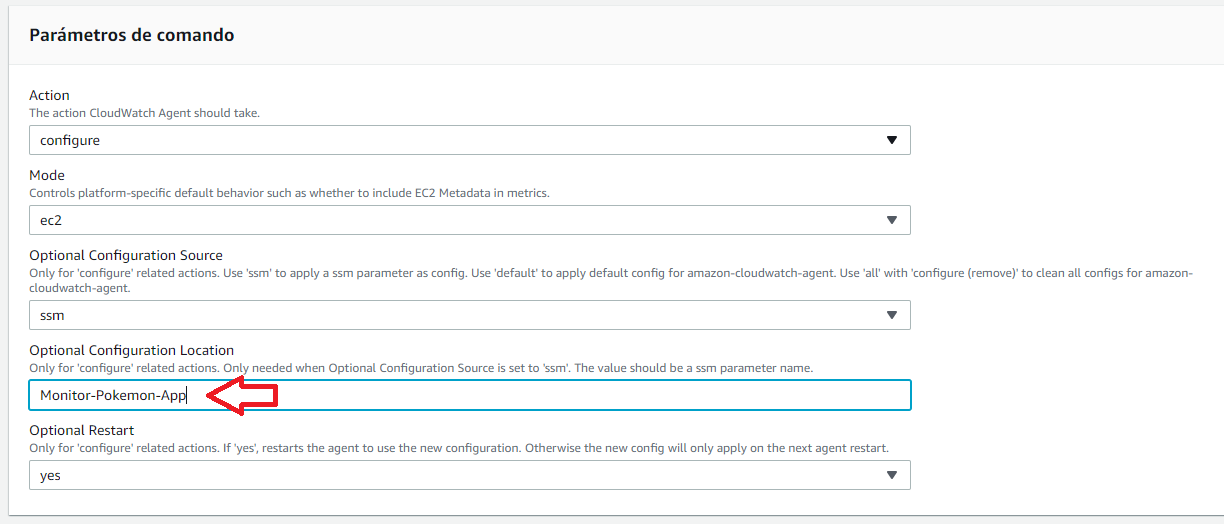 Parámetros de comando
Action
The action CloudWatch Agent should take.
configure
Mode
Controls platform-specific default behavior such as whether to include EC2 Metadata in metrics.
ec2
Optional Configuration Source
Only for 'configure' related actions. Use 'ssm' to apply a ssm parameter as config. Use 'default' to apply default config for amazon-cloudwatch-agent. Use 'all' with 'configure (remove)' to clean all configs for amazon-
cloudwatch-agent.
ssm
Optional Configuration Location
Only for 'configure' related actions. Only needed when Optional Configuration Source is set to 'ssm'. The value should be a ssm parameter name.
Monitor-Pokemon-App
Optional Restart
Only for 'configure' related actions. If 'yes', restarts the agent to use the new configuration. Otherwise the new config will only apply on the next agent restart.
yes